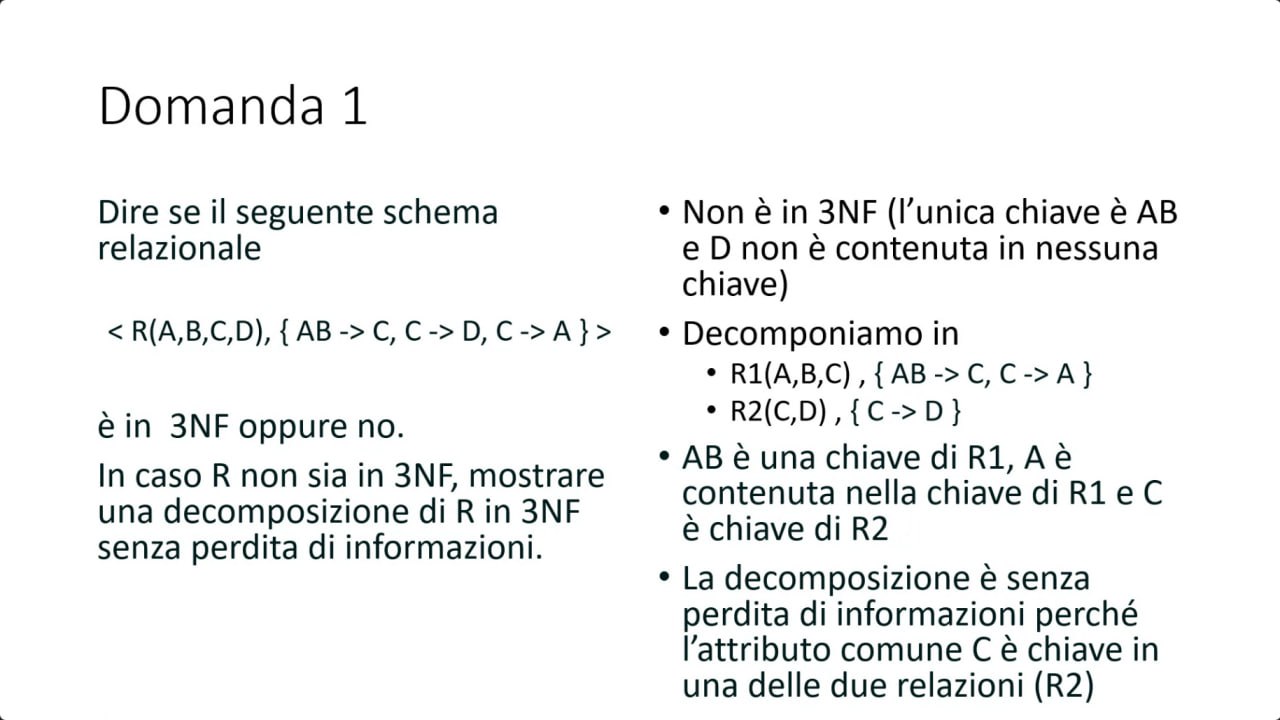 Domanda 1
Dire se il seguente schema
relazionale
< R(A,B,C,D), { AB -> C, C -> D, C -> A } >
è in  3NF oppure no.
In caso R non sia in 3NF, mostrare
una decomposizione di R in 3NF
senza perdita di informazioni.
• Non è in 3NF (l’unica chiave è AB
e D non è contenuta in nessuna
chiave)
• Decomponiamo in
• R1(A,B,C) , { AB -> C, C -> A }
• R2(C,D) , { C -> D }
• AB è una chiave di R1, A è
contenuta nella chiave di R1 e C
è chiave di R2
• La decomposizione è senza
perdita di informazioni perché
l’attributo comune C è chiave in
una delle due relazioni (R2)